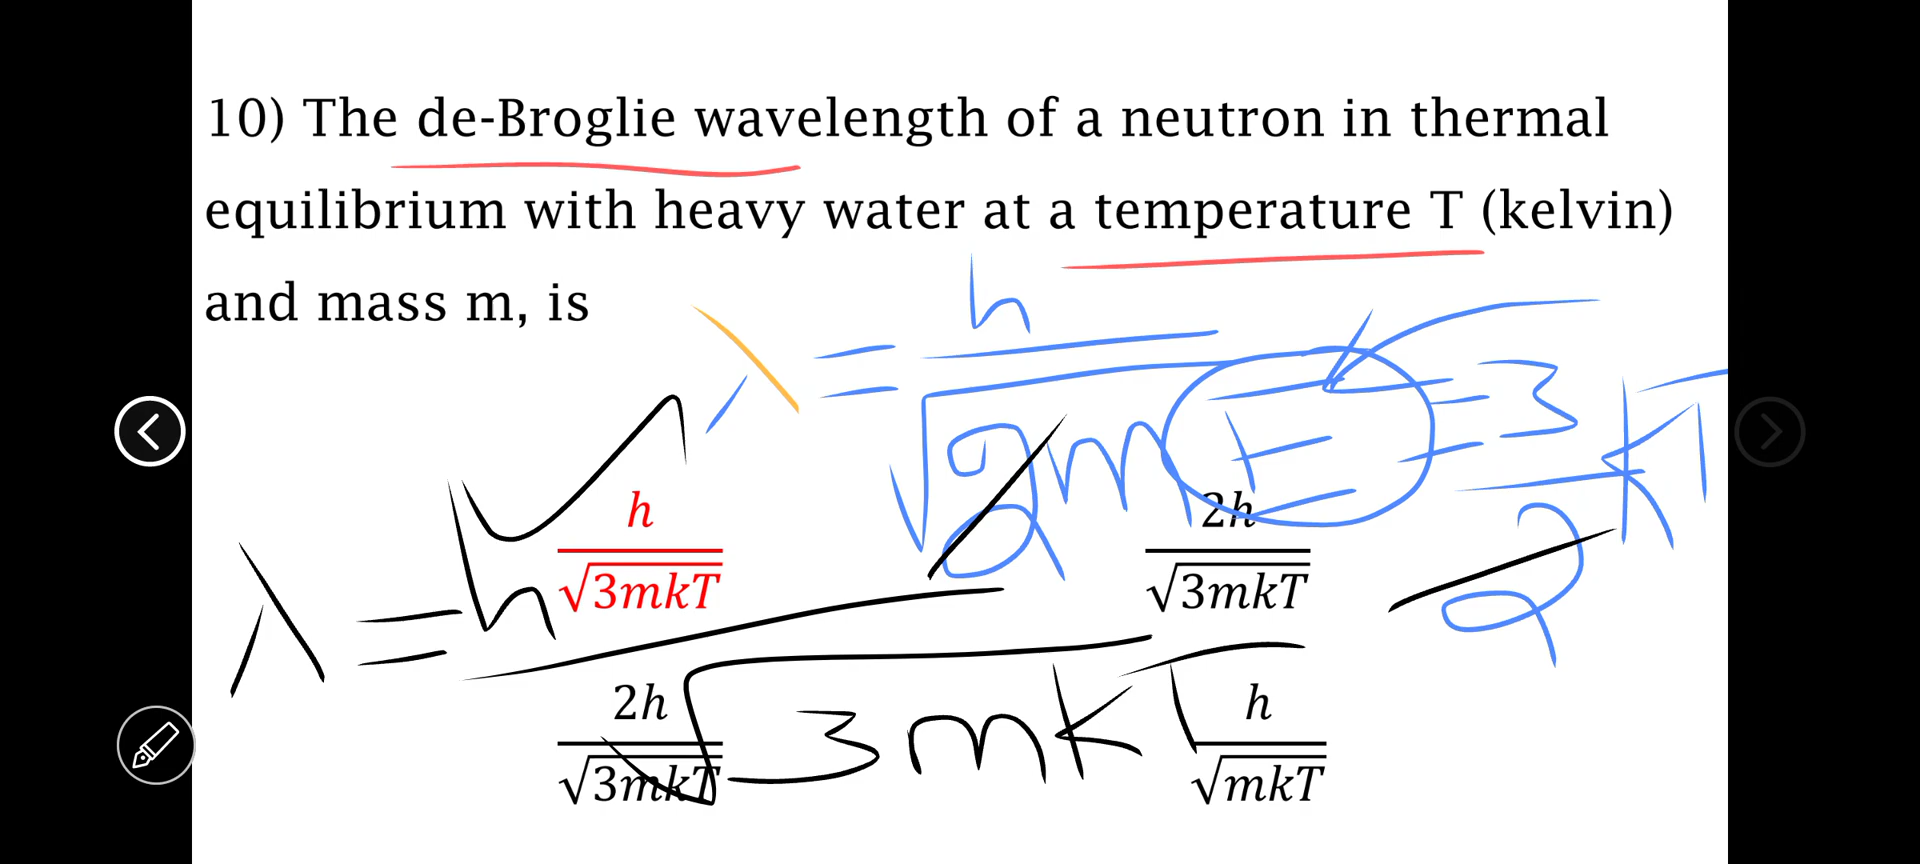 10) The de-Broglie wavelength of a neutron in thermal
equilibrium with heavy water at a temperature T (kelvin)
and mass m, is
λ = h / √2mE
E = 3/2 kT
h / √3mkT
2h / √3mkT
λ = h / √3mkT
2h / √3mkT
h / √mkT